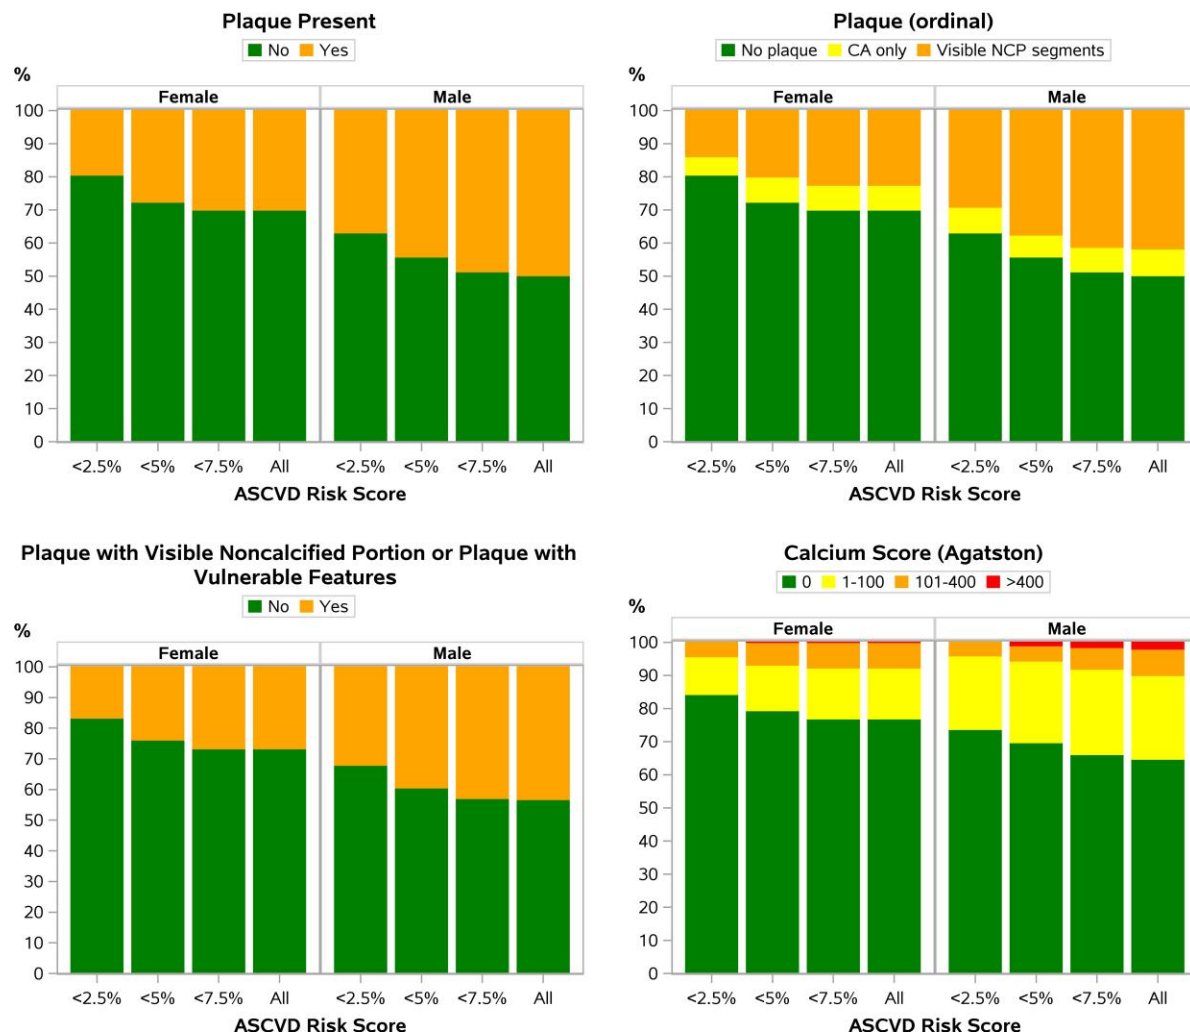 Plaque Present
No Yes
%
Female Male
100
90
80
70
60
50
40
30
20
10
0
<2.5% <5% <7.5% All <2.5% <5% <7.5% All
ASCVD Risk Score
Plaque (ordinal)
No plaque CA only Visible NCP segments
%
Female Male
100
90
80
70
60
50
40
30
20
10
0
<2.5% <5% <7.5% All <2.5% <5% <7.5% All
ASCVD Risk Score
Plaque with Visible Noncalcified Portion or Plaque with
Vulnerable Features
No Yes
%
Female Male
100
90
80
70
60
50
40
30
20
10
0
<2.5% <5% <7.5% All <2.5% <5% <7.5% All
ASCVD Risk Score
Calcium Score (Agatston)
0 1-100 101-400 >400
%
Female Male
100
90
80
70
60
50
40
30
20
10
0
<2.5% <5% <7.5% All <2.5% <5% <7.5% All
ASCVD Risk Score